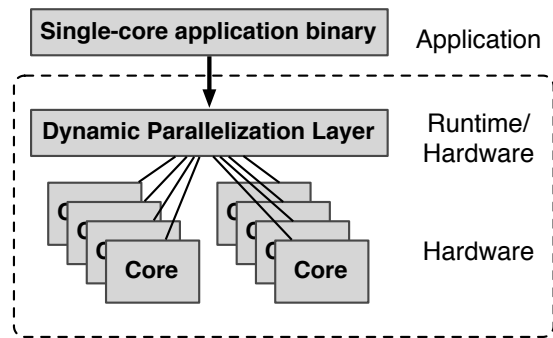 Single-core application binary
Application
Dynamic Parallelization Layer
Runtime/
Hardware
Core
Core
Hardware